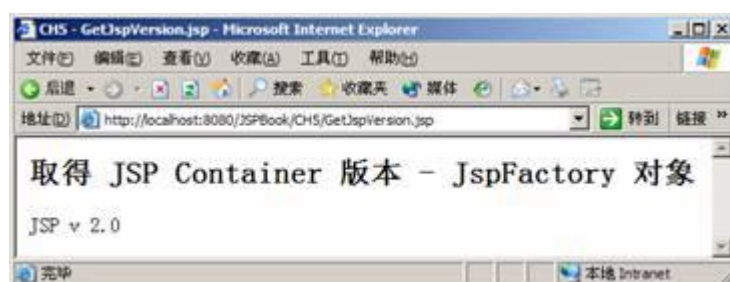 CH5 - GetJspVersion.jsp - Microsoft Internet Explorer
文件(F) 编辑(E) 查看(V) 收藏(A) 工具(T) 帮助(H)
后退 搜索 收藏夹 媒体
地址(D) http://localhost:8080/JSPBook/CH5/GetJspVersion.jsp 转到 链接 »
取得 JSP Container 版本 - JspFactory 对象
JSP v 2.0
完毕 本地 Intranet